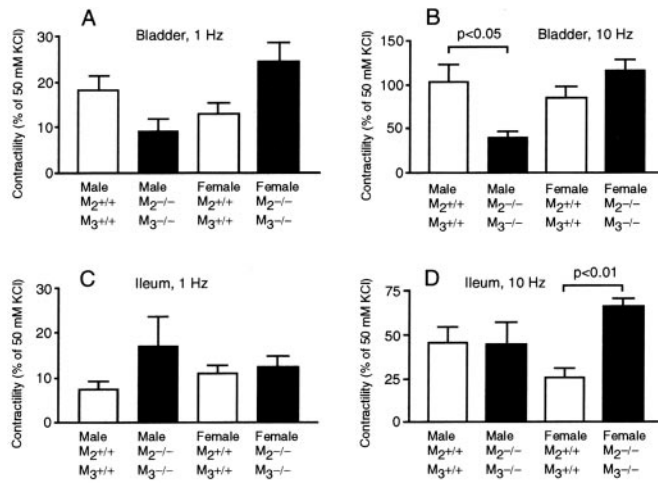 A
Bladder, 1 Hz
Contractility (% of 50 mM KCl)
30
20
10
0
Male Male Female Female
M2+/+ M2−/− M2+/+ M2−/−
M3+/+ M3−/− M3+/+ M3−/−
B
p<0.05 Bladder, 10 Hz
Contractility (% of 50 mM KCl)
150
100
50
0
Male Male Female Female
M2+/+ M2−/− M2+/+ M2−/−
M3+/+ M3−/− M3+/+ M3−/−
C
Ileum, 1 Hz
Contractility (% of 50 mM KCl)
30
20
10
0
Male Male Female Female
M2+/+ M2−/− M2+/+ M2−/−
M3+/+ M3−/− M3+/+ M3−/−
D
Ileum, 10 Hz p<0.01
Contractility (% of 50 mM KCl)
75
50
25
0
Male Male Female Female
M2+/+ M2−/− M2+/+ M2−/−
M3+/+ M3−/− M3+/+ M3−/−